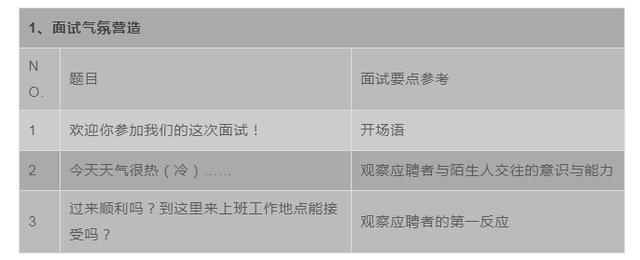 1、面试气氛营造
N
O.
题目
面试要点参考
1
欢迎你参加我们的这次面试！
开场语
2
今天天气很热（冷）……
观察应聘者与陌生人交往的意识与能力
3
过来顺利吗？到这里来上班工作地点能接
受吗？
观察应聘者的第一反应